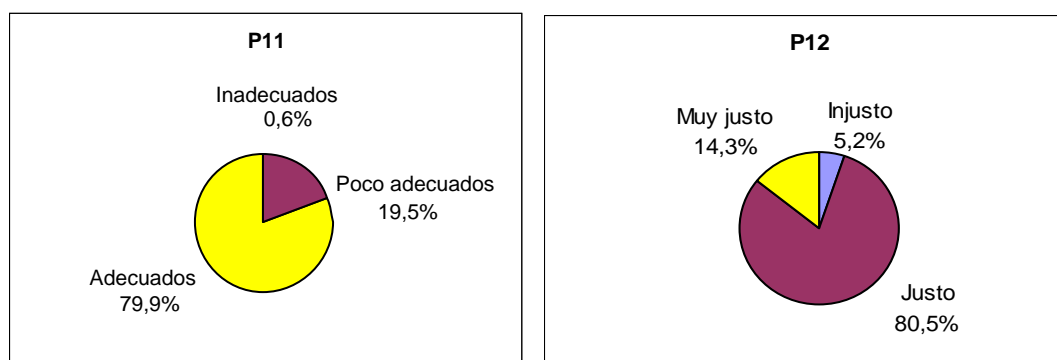 P11
Inadecuados
0,6%
Poco adecuados
19,5%
Adecuados
79,9%
P12
Muy justo
14,3%
Injusto
5,2%
Justo
80,5%